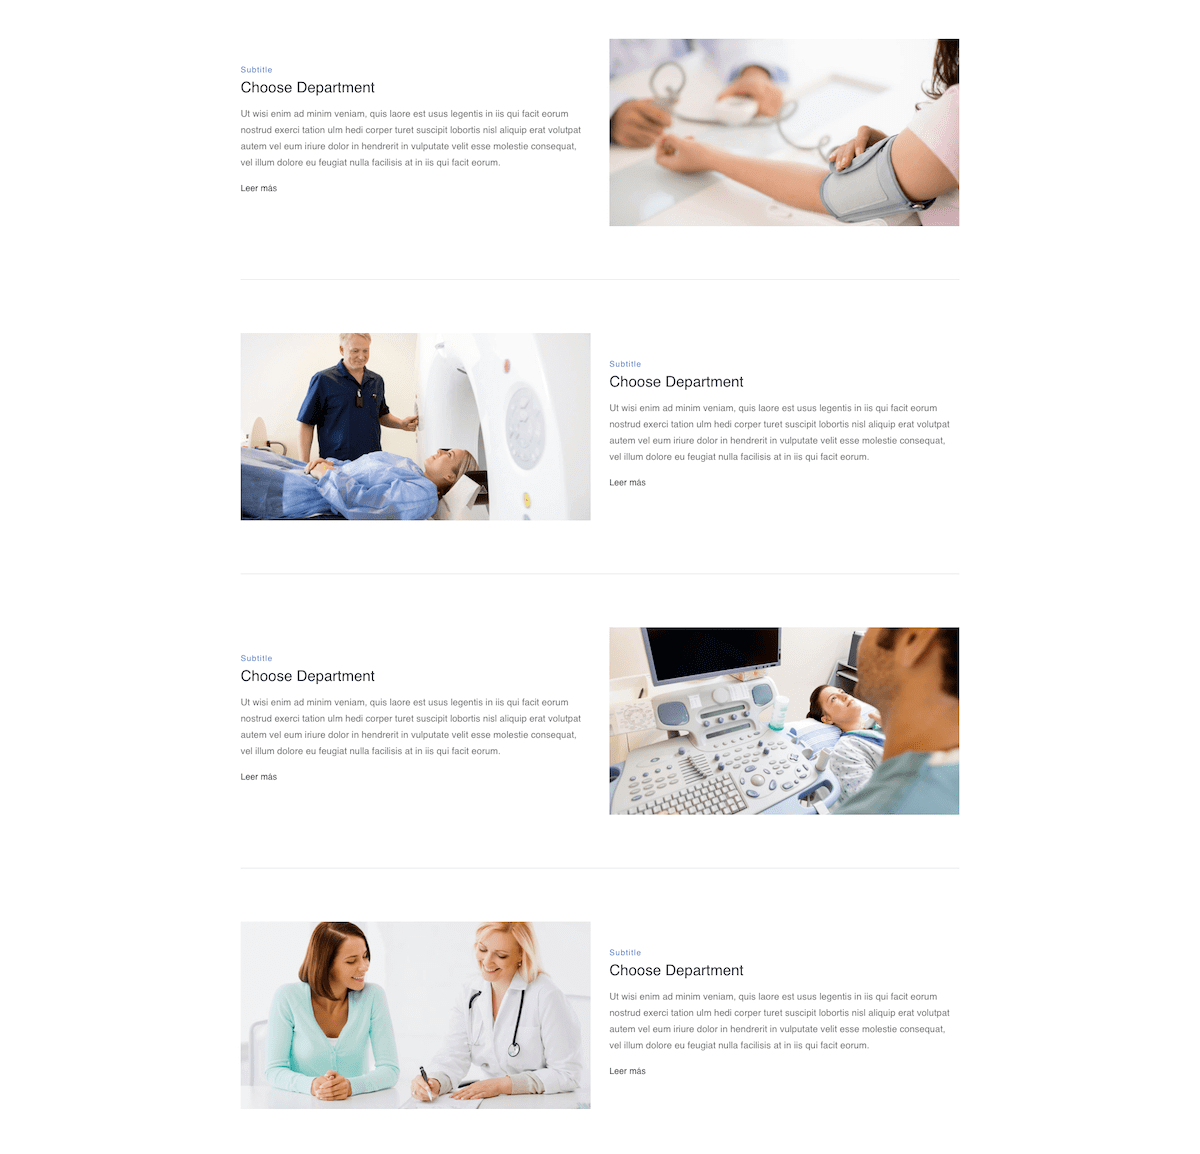 Subtitle
Choose Department
Ut wisi enim ad minim veniam, quis laore est usus legentis in iis qui facit eorum
nostrud exerci tation ulm hedi corper turet suscipit lobortis nisl aliquip erat volutpat
autem vel eum iriure dolor in hendrerit in vulputate velit esse molestie consequat,
vel illum dolore eu feugiat nulla facilisis at in iis qui facit eorum.
Leer más
Subtitle
Choose Department
Ut wisi enim ad minim veniam, quis laore est usus legentis in iis qui facit eorum
nostrud exerci tation ulm hedi corper turet suscipit lobortis nisl aliquip erat volutpat
autem vel eum iriure dolor in hendrerit in vulputate velit esse molestie consequat,
vel illum dolore eu feugiat nulla facilisis at in iis qui facit eorum.
Leer más
Subtitle
Choose Department
Ut wisi enim ad minim veniam, quis laore est usus legentis in iis qui facit eorum
nostrud exerci tation ulm hedi corper turet suscipit lobortis nisl aliquip erat volutpat
autem vel eum iriure dolor in hendrerit in vulputate velit esse molestie consequat,
vel illum dolore eu feugiat nulla facilisis at in iis qui facit eorum.
Leer más
Subtitle
Choose Department
Ut wisi enim ad minim veniam, quis laore est usus legentis in iis qui facit eorum
nostrud exerci tation ulm hedi corper turet suscipit lobortis nisl aliquip erat volutpat
autem vel eum iriure dolor in hendrerit in vulputate velit esse molestie consequat,
vel illum dolore eu feugiat nulla facilisis at in iis qui facit eorum.
Leer más